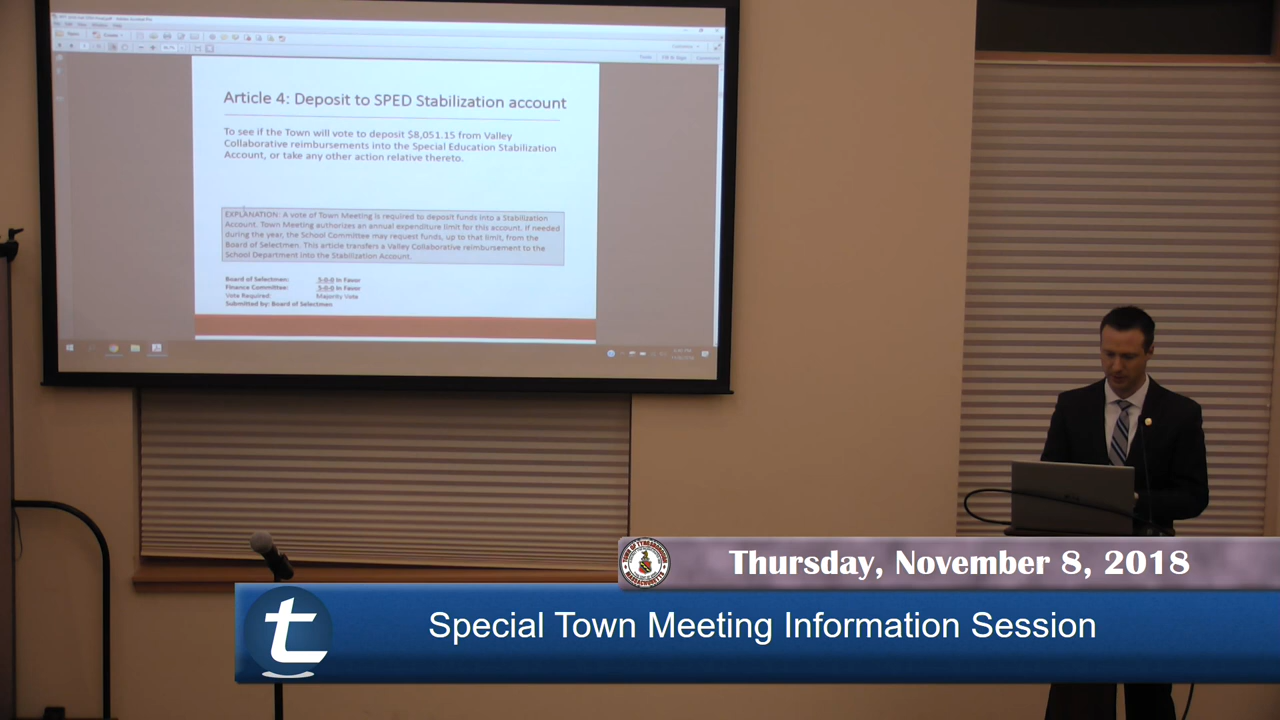 Article 4: Deposit to SPED Stabilization account
To see if the Town will vote to deposit $8,051.15 from Valley
Collaborative reimbursements into the Special Education Stabilization
Account, or take any other action relative thereto.
EXPLANATION: A vote of Town Meeting is required to deposit funds into a Stabilization
Account. Town Meeting authorizes an annual expenditure limit for this account. If needed
during the year, the School Committee may request funds, up to that limit, from the
Board of Selectmen. This article transfers a Valley Collaborative reimbursement to the
School Department into the Stabilization Account.
Board of Selectmen: 5-0-0 In Favor
Finance Committee: 5-0-0 In Favor
Vote Required: Majority Vote
Submitted by: Board of Selectmen
Thursday, November 8, 2018
t
Special Town Meeting Information Session